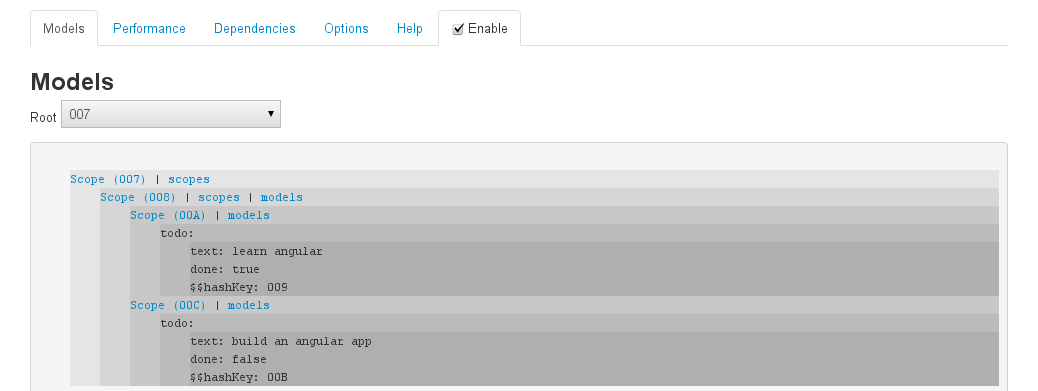 Models Performance Dependencies Options Help Enable
Models
Root 007
Scope (007) | scopes
Scope (008) | scopes | models
Scope (00A) | models
todo:
text: learn angular
done: true
$$hashKey: 009
Scope (00C) | models
todo:
text: build an angular app
done: false
$$hashKey: 00B